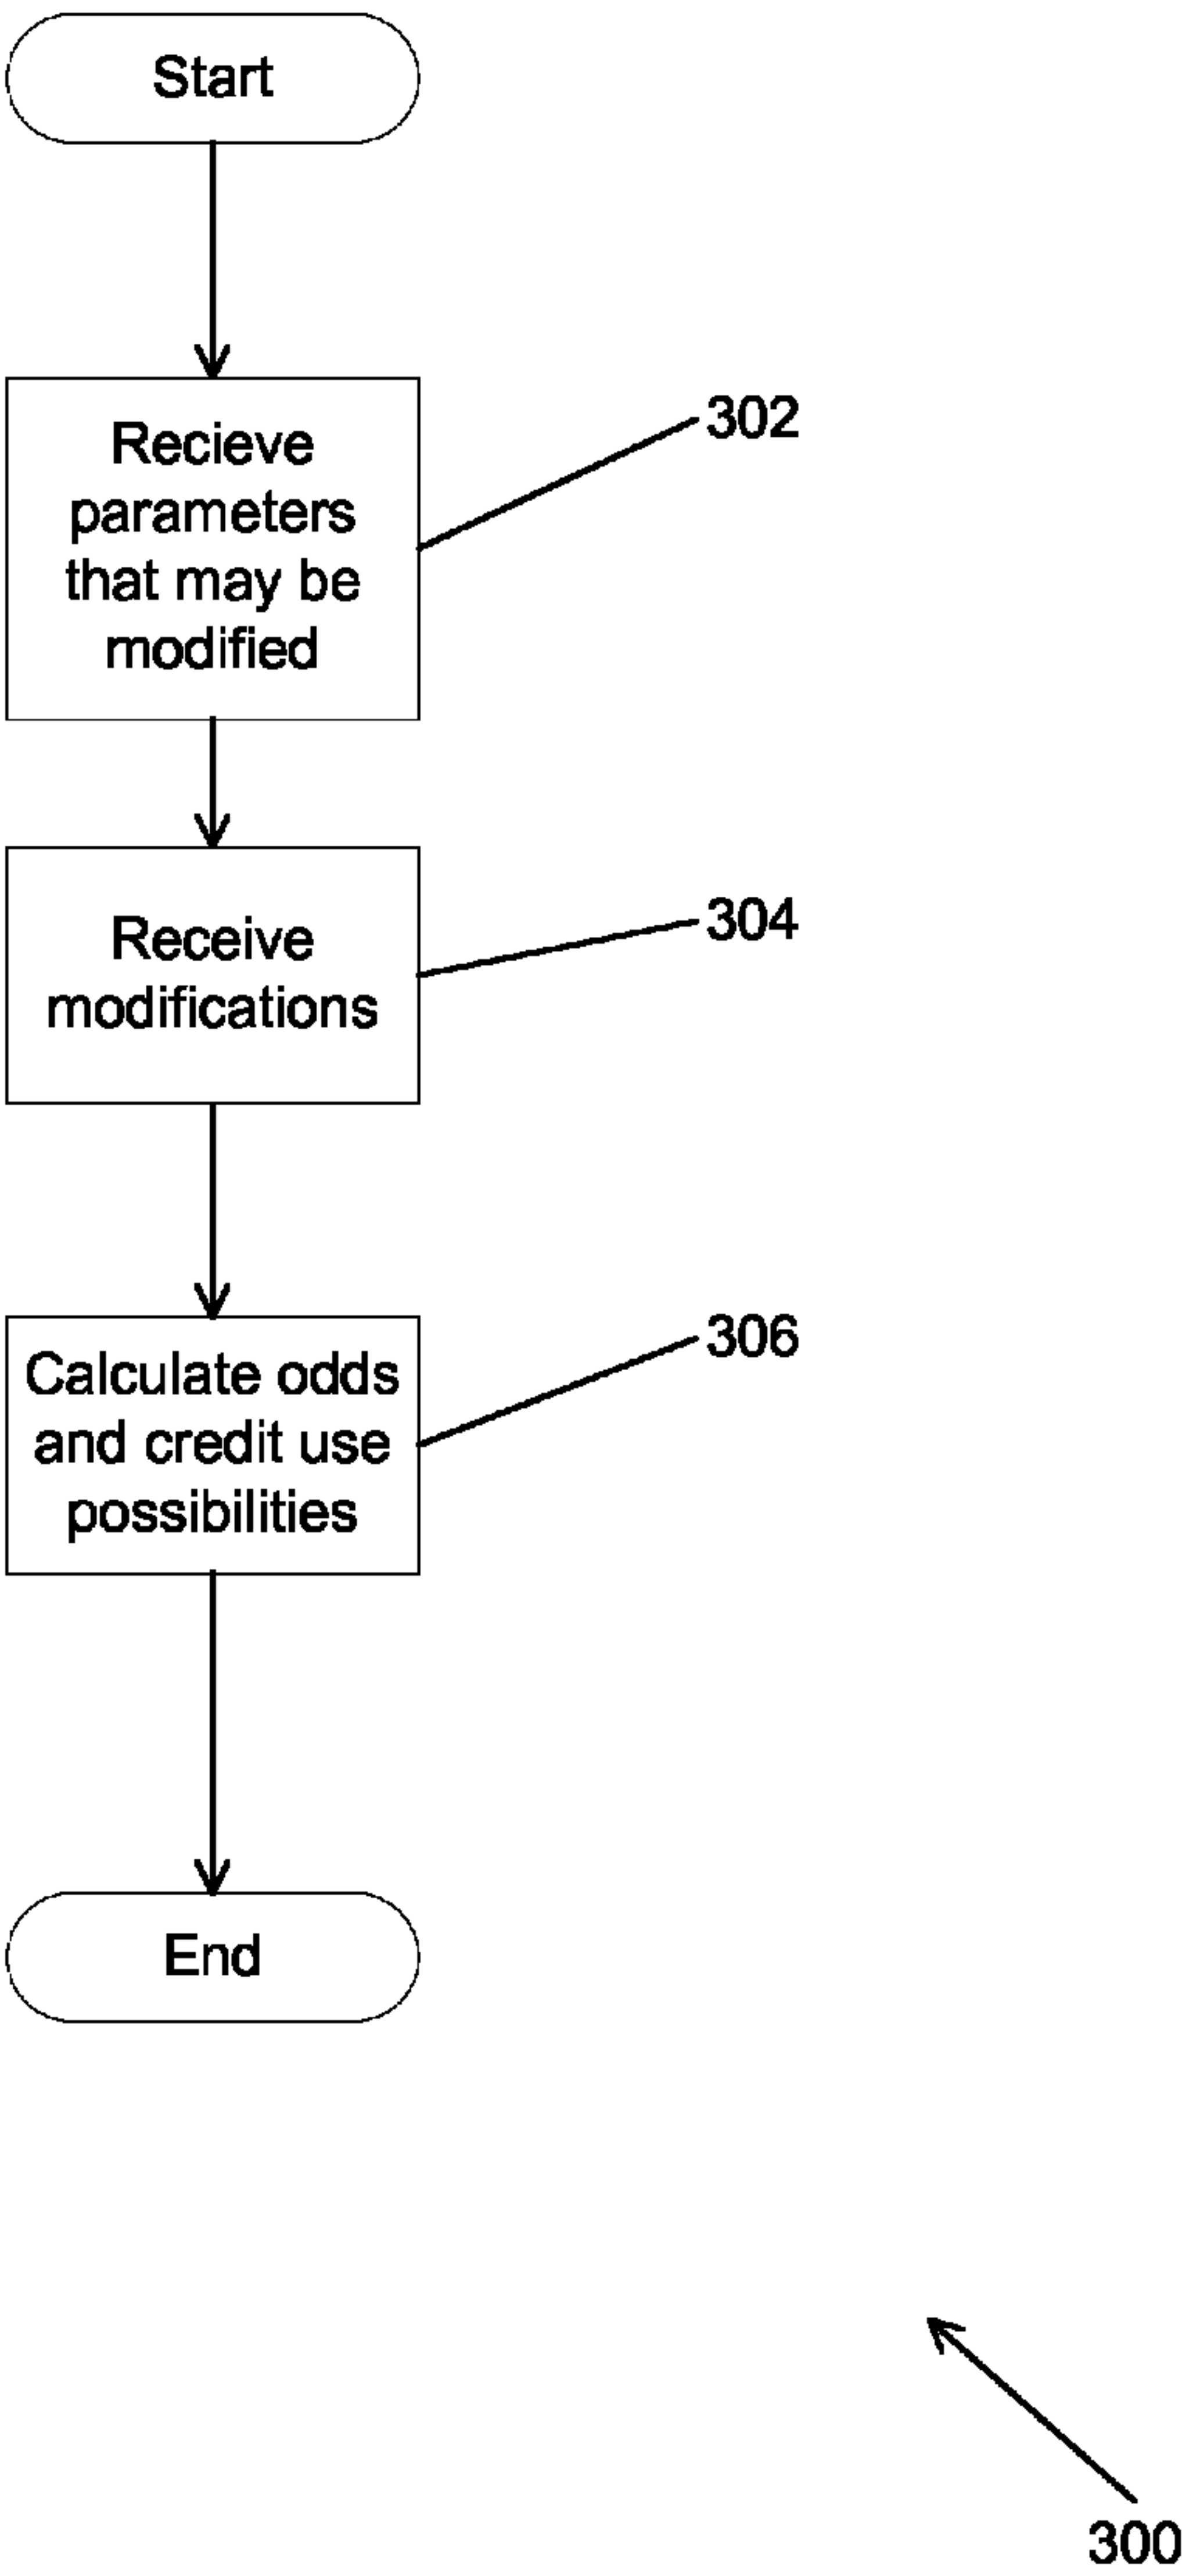 Start
Recieve
parameters
that may be
modified
302
Receive
modifications
304
Calculate odds
and credit use
possibilities
306
End
300